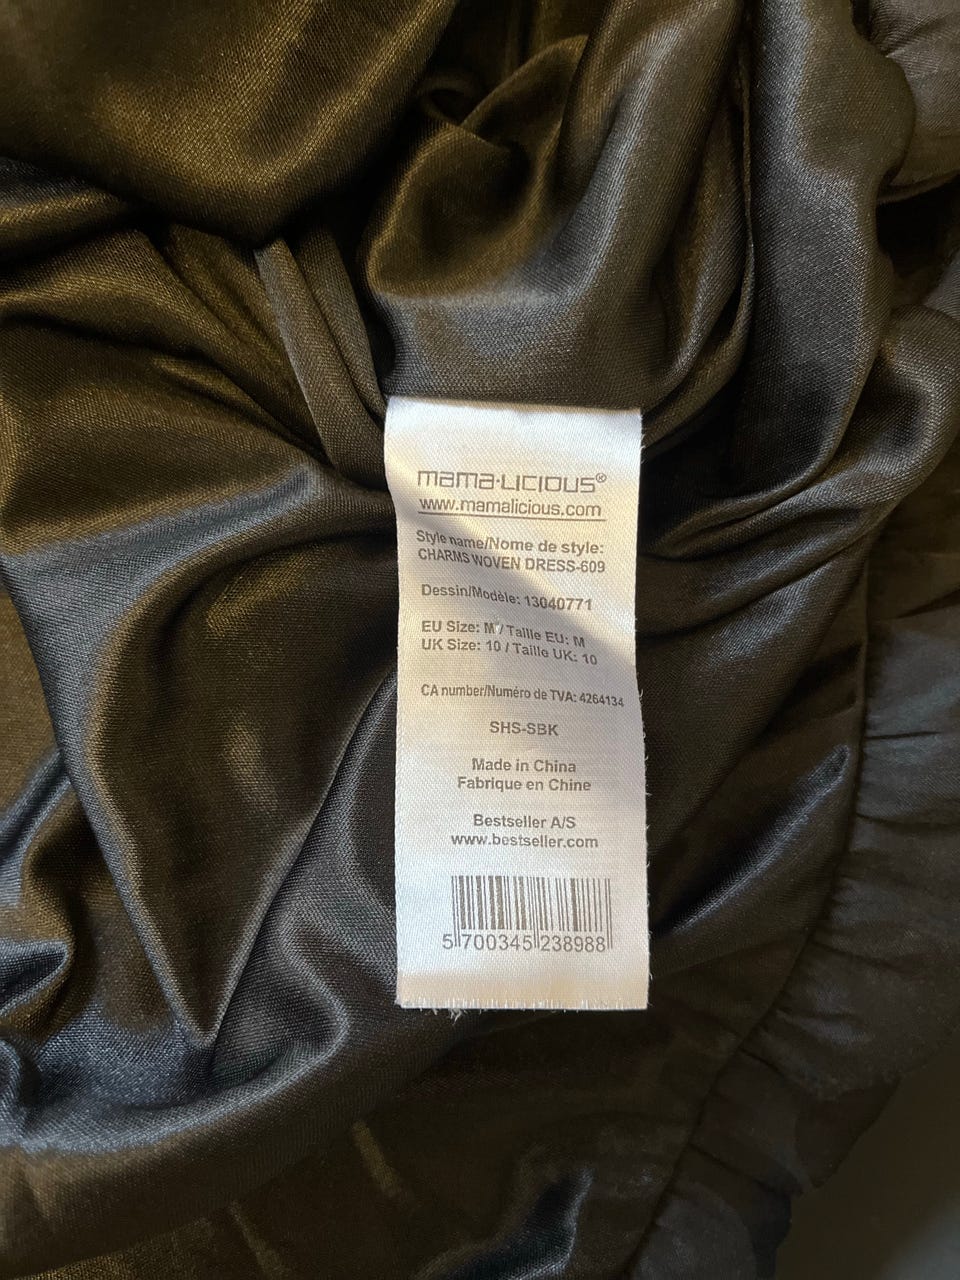 mama·licious®
www.mamalicious.com
Style name/Nome de style:
CHARMS WOVEN DRESS-609
Dessin/Modèle: 13040771
EU Size: M / Taille EU: M
UK Size: 10 / Taille UK: 10
CA number/Numéro de TVA: 4264134
SHS-SBK
Made in China
Fabrique en Chine
Bestseller A/S
www.bestseller.com
5 700345 238988